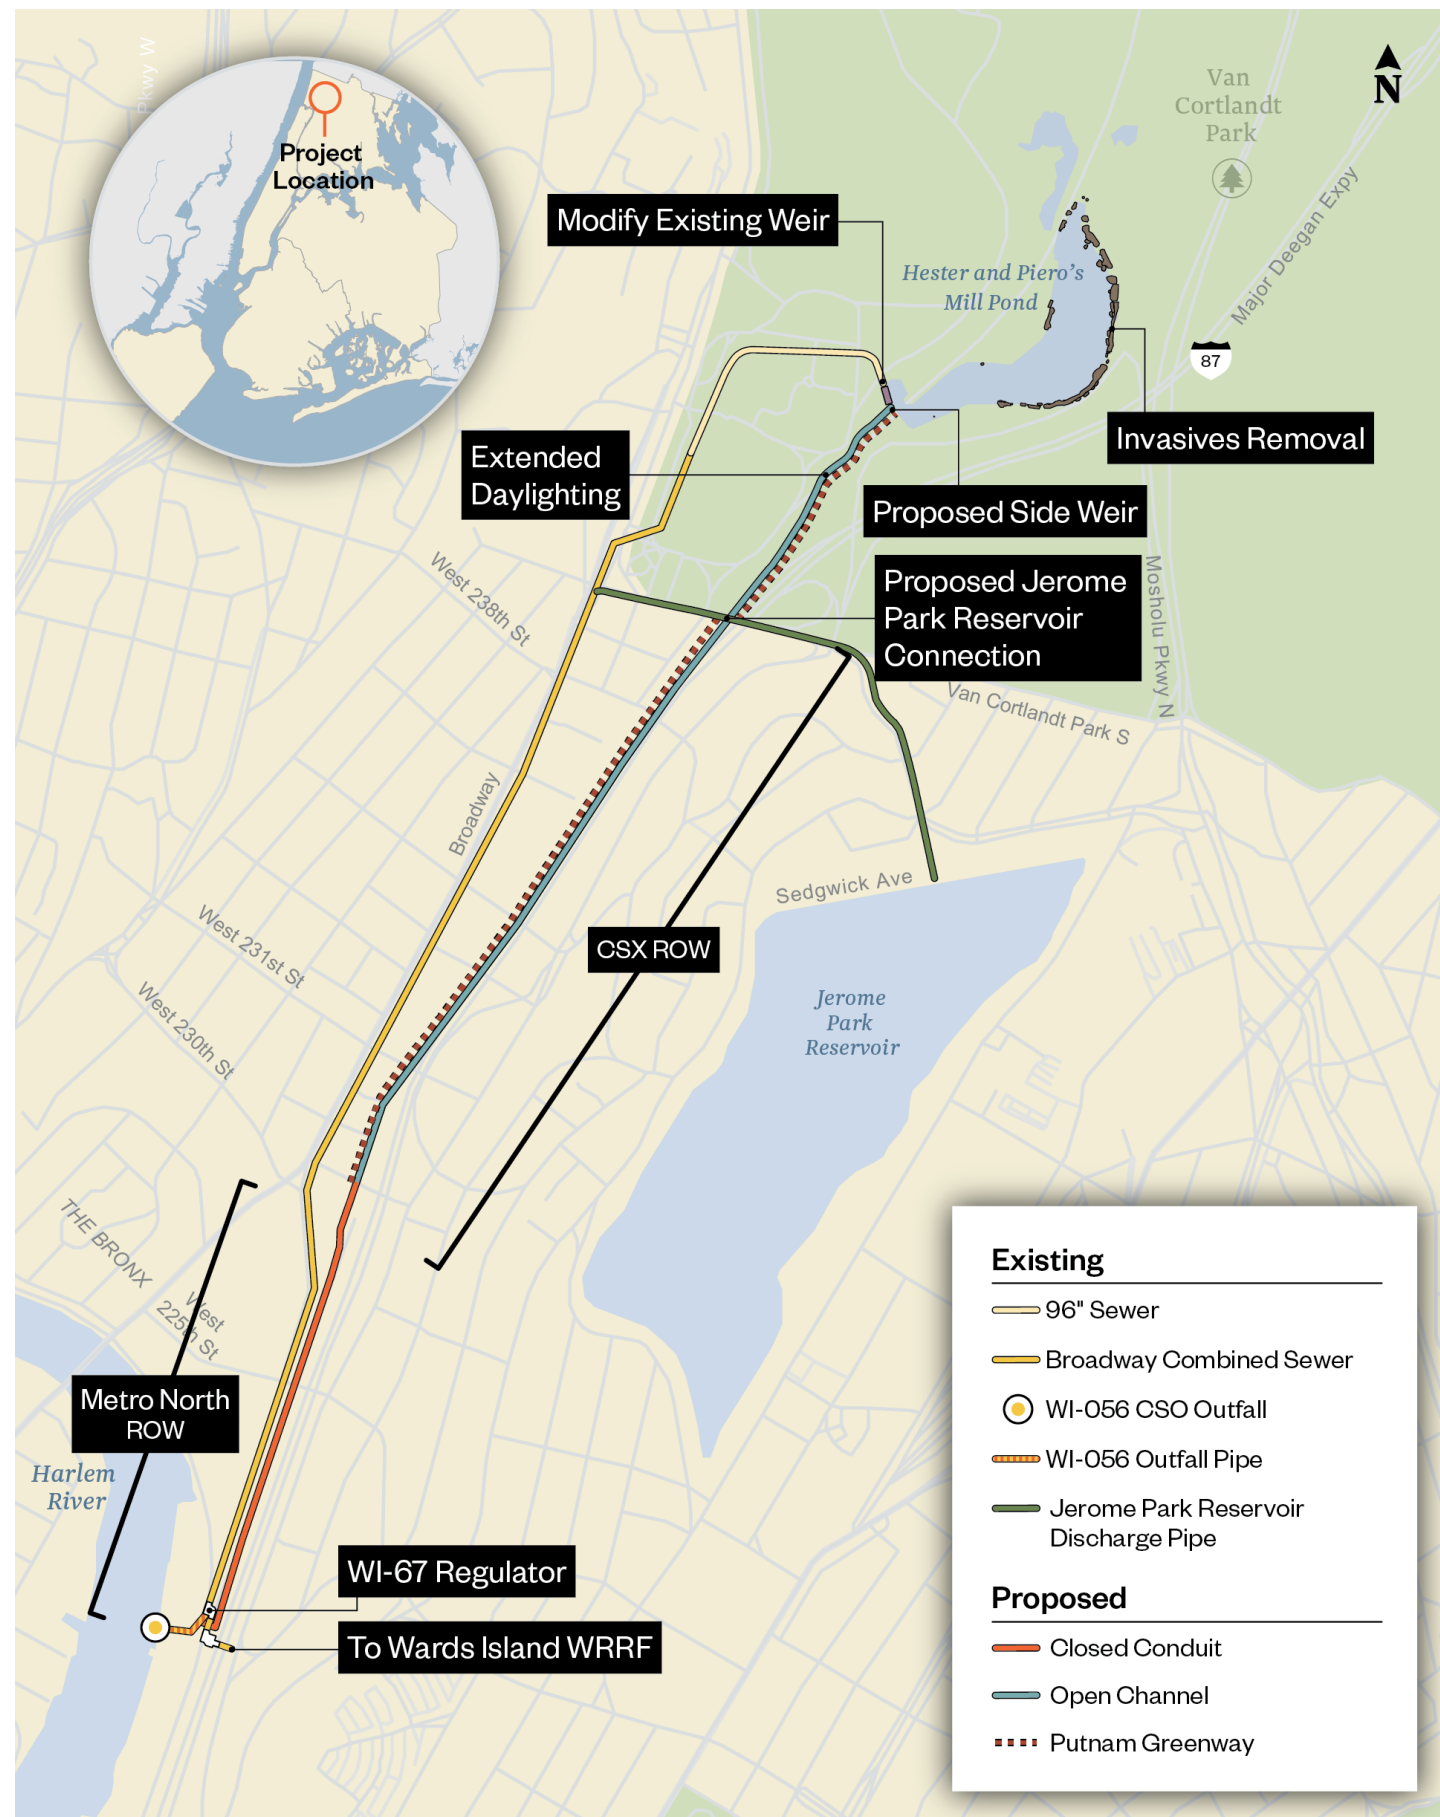 Pkwy W
Project
Location
Van
Cortlandt
Park
N
Major Deegan Expy
87
Modify Existing Weir
Hester and Piero's
Mill Pond
Invasives Removal
Extended
Daylighting
Proposed Side Weir
Proposed Jerome
Park Reservoir
Connection
West 238th St
Mosholu Pkwy N
Van Cortlandt Park S
Broadway
Sedgwick Ave
West 231st St
CSX ROW
West 230th St
Jerome
Park
Reservoir
THE BRONX
West
225th St
Metro North
ROW
Harlem
River
WI-67 Regulator
To Wards Island WRRF
Existing
96" Sewer
Broadway Combined Sewer
WI-056 CSO Outfall
WI-056 Outfall Pipe
Jerome Park Reservoir
Discharge Pipe
Proposed
Closed Conduit
Open Channel
Putnam Greenway